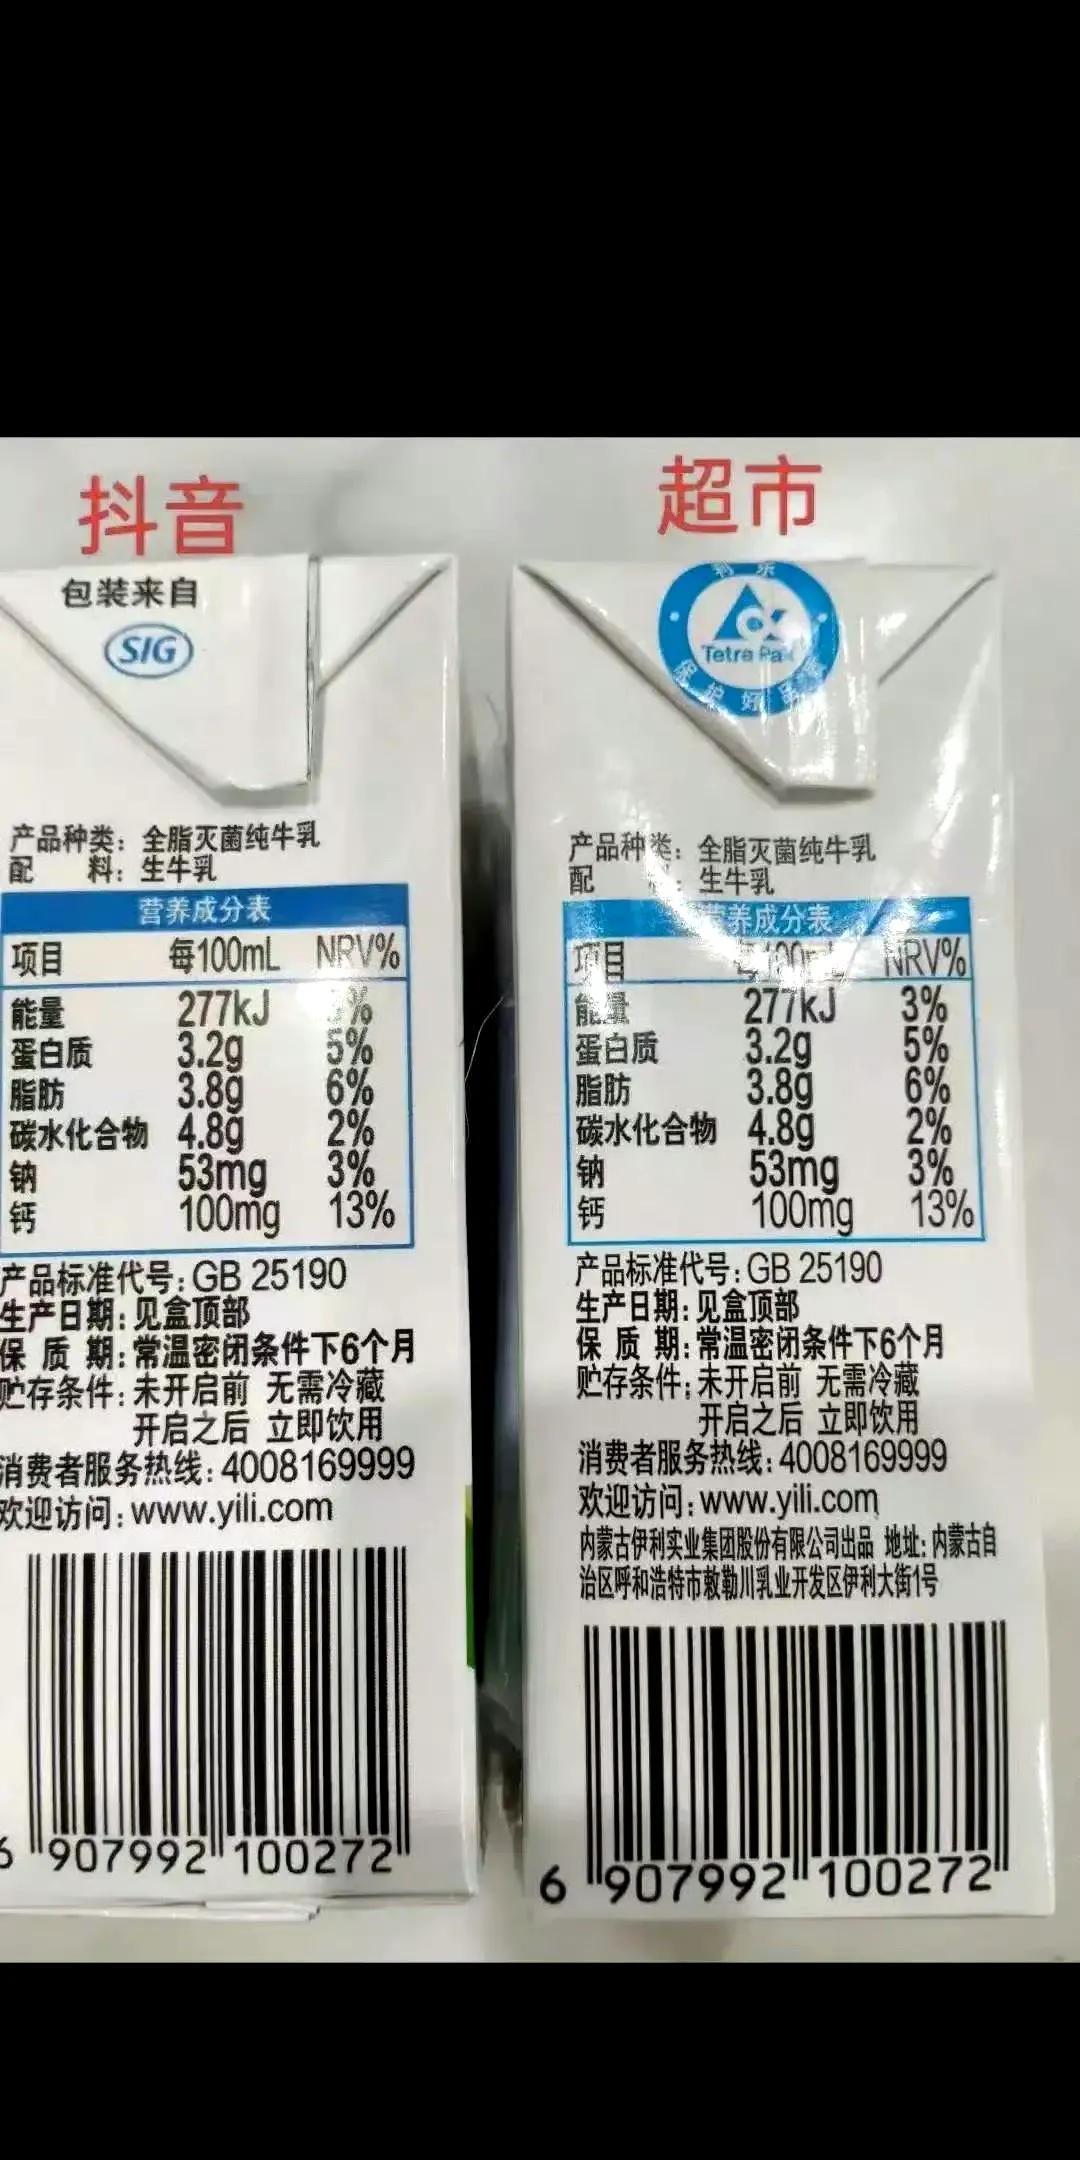 抖音
包装来自
SIG
产品种类：全脂灭菌纯牛乳
配 料：生牛乳
营养成分表
项目 每100mL NRV%
能量 277kJ 3%
蛋白质 3.2g 5%
脂肪 3.8g 6%
碳水化合物 4.8g 2%
钠 53mg 3%
钙 100mg 13%
产品标准代号：GB 25190
生产日期：见盒顶部
保 质 期：常温密闭条件下6个月
贮存条件：未开启前 无需冷藏
开启之后 立即饮用
消费者服务热线：4008169999
欢迎访问：www.yili.com
6 907992 100272
超市
利乐
Tetra Pak
保护好品质
产品种类：全脂灭菌纯牛乳
配 料：生牛乳
营养成分表
项目 每100mL NRV%
能量 277kJ 3%
蛋白质 3.2g 5%
脂肪 3.8g 6%
碳水化合物 4.8g 2%
钠 53mg 3%
钙 100mg 13%
产品标准代号：GB 25190
生产日期：见盒顶部
保 质 期：常温密闭条件下6个月
贮存条件：未开启前 无需冷藏
开启之后 立即饮用
消费者服务热线：4008169999
欢迎访问：www.yili.com
内蒙古伊利实业集团股份有限公司出品 地址：内蒙古自
治区呼和浩特市敕勒川乳业开发区伊利大街1号
6 907992 100272